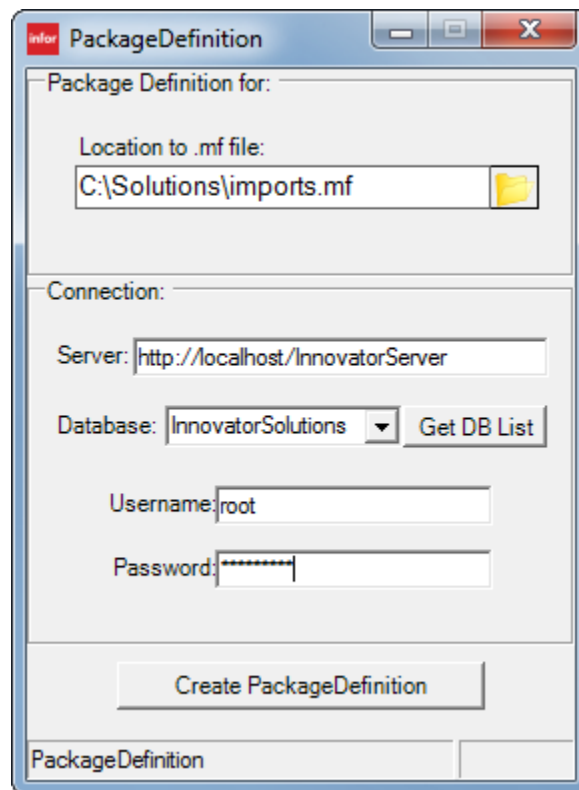 infor PackageDefinition
Package Definition for:
Location to .mf file:
C:\Solutions\imports.mf
Connection:
Server: http://localhost/InnovatorServer
Database: InnovatorSolutions Get DB List
Username: root
Password: *********
Create PackageDefinition
PackageDefinition